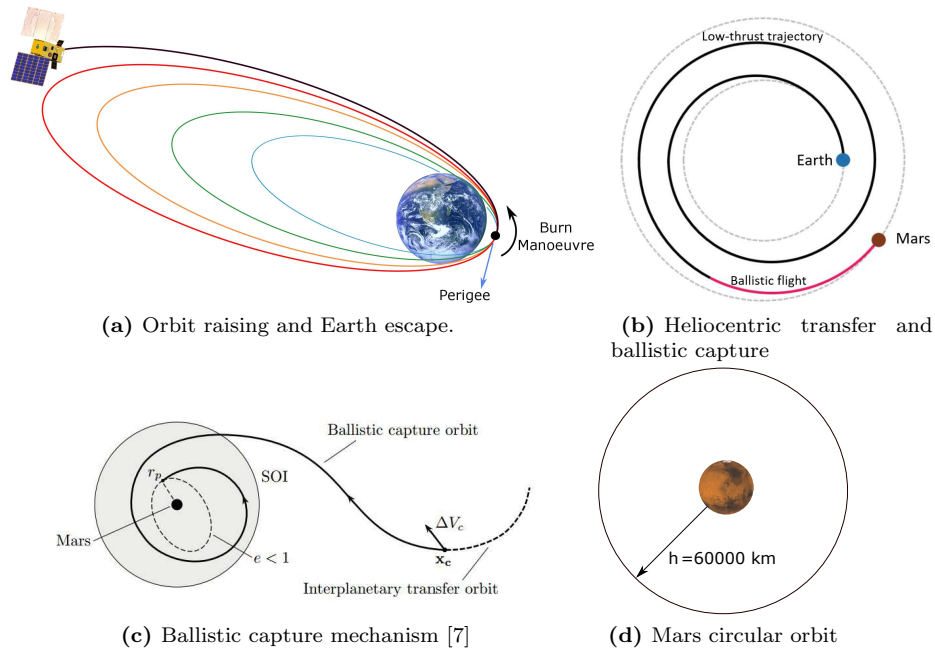 Burn
Manoeuvre
Perigee
(a) Orbit raising and Earth escape.
Low-thrust trajectory
Earth
Mars
Ballistic flight
(b) Heliocentric transfer and
ballistic capture
Ballistic capture orbit
r_p
SOI
Mars
e < 1
ΔV_c
x_c
Interplanetary transfer orbit
(c) Ballistic capture mechanism [7]
h=60000 km
(d) Mars circular orbit